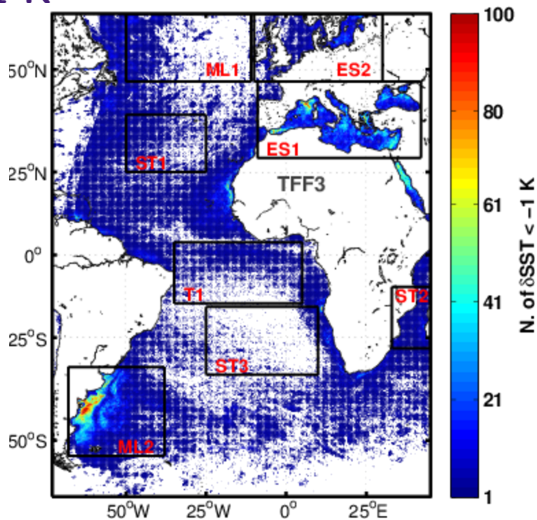 50°N
25°N
0°
25°S
50°S
50°W
25°W
0°
25°E
ML1
ES2
ES1
ST1
TFF3
T1
ST2
ST3
ML2
100
80
61
41
21
1
N. of δSST < −1 K